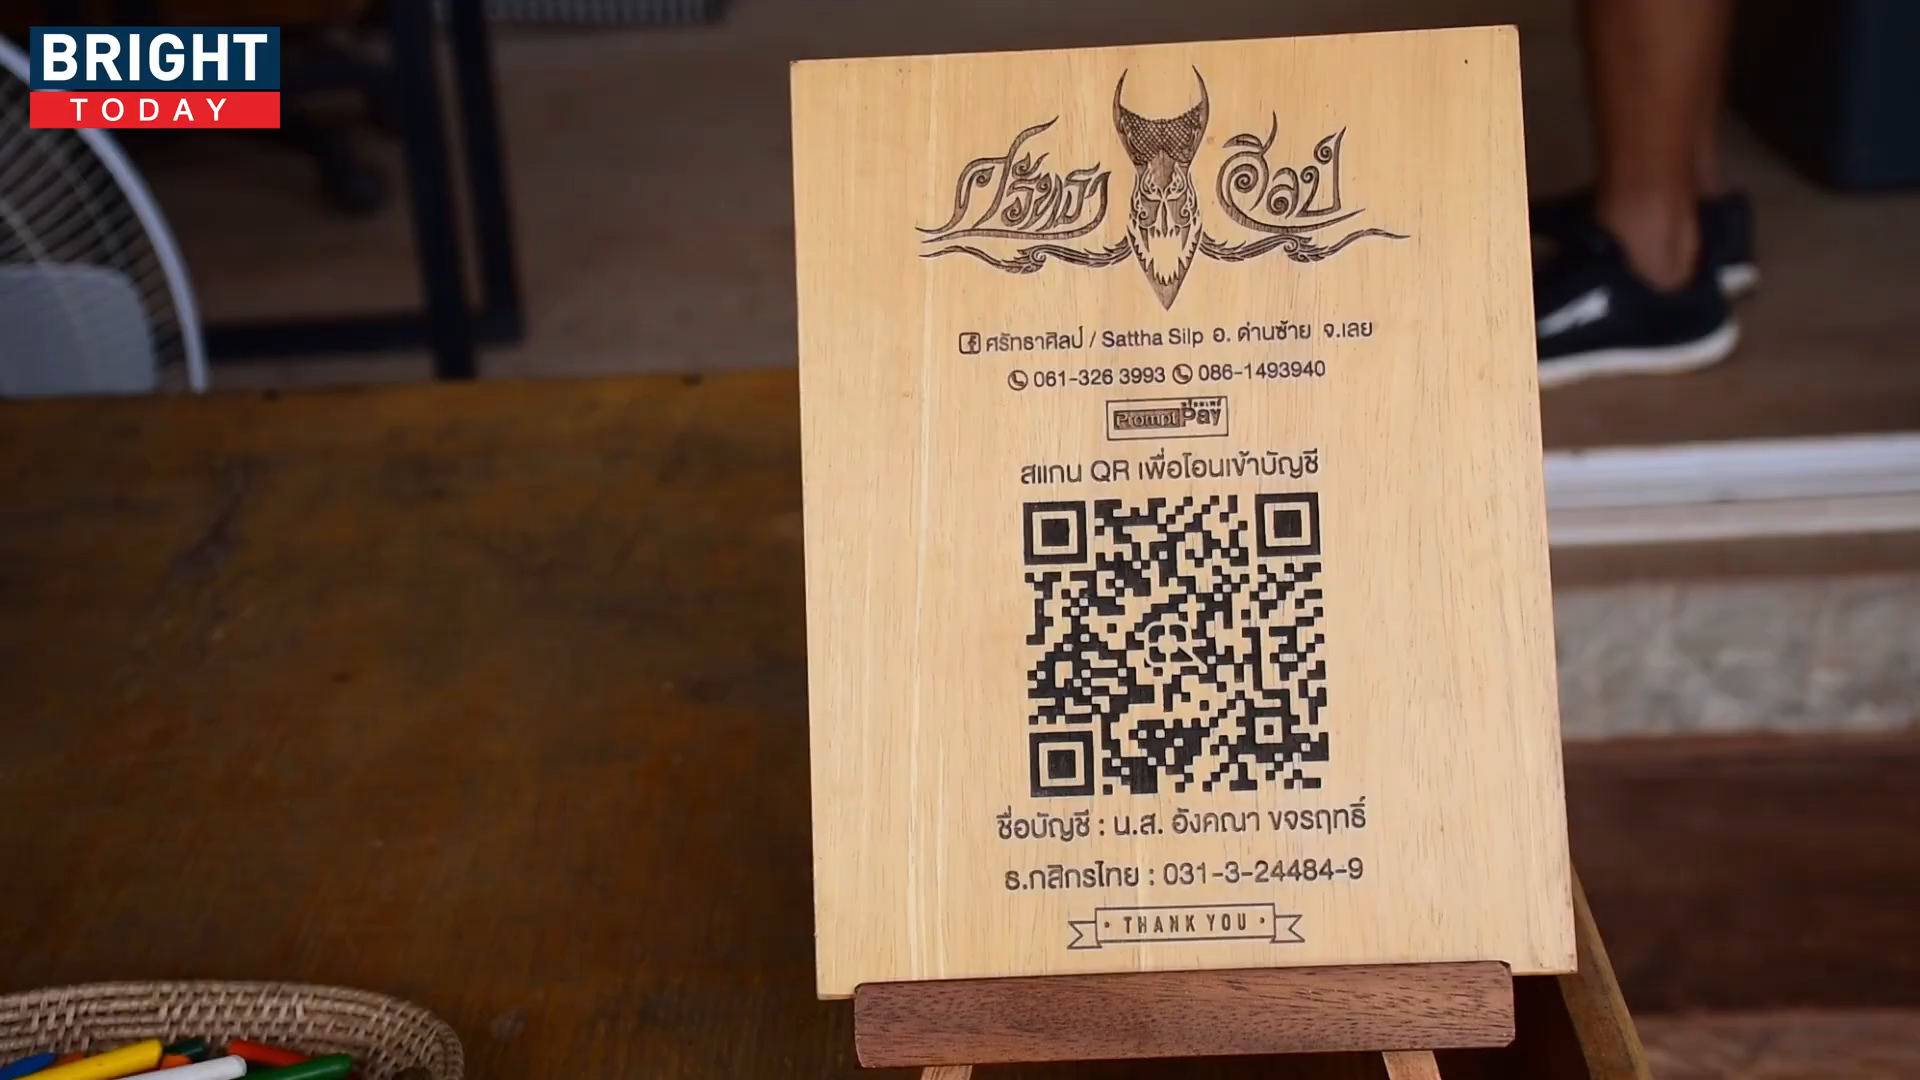 BRIGHT
TODAY
ศรัทธา ศิลป์
ศรัทธาศิลป์ / Sattha Silp อ. ด่านซ้าย จ.เลย
061-326 3993 086-1493940
Prompt Pay
สแกน QR เพื่อโอนเข้าบัญชี
ชื่อบัญชี : น.ส. อังคณา ขจรฤทธิ์
ธ.กสิกรไทย : 031-3-24484-9
THANK YOU